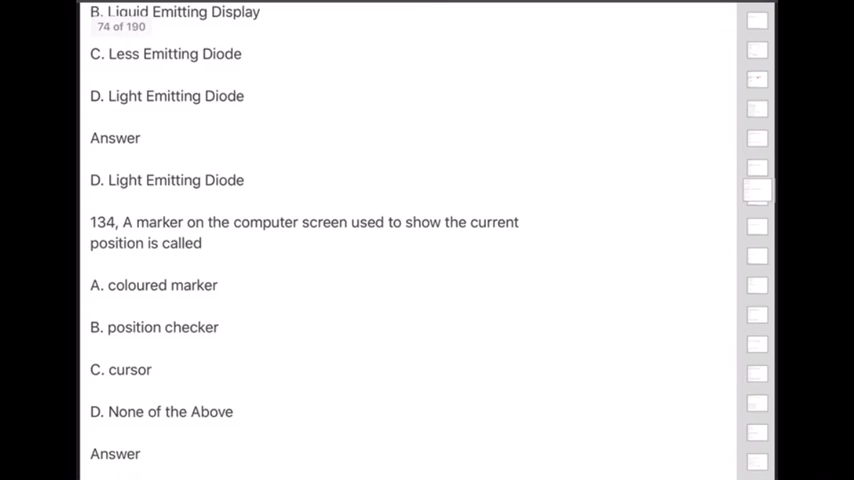 B. Liquid Emitting Display
74 of 190
C. Less Emitting Diode
D. Light Emitting Diode
Answer
D. Light Emitting Diode
134, A marker on the computer screen used to show the current
position is called
A. coloured marker
B. position checker
C. cursor
D. None of the Above
Answer